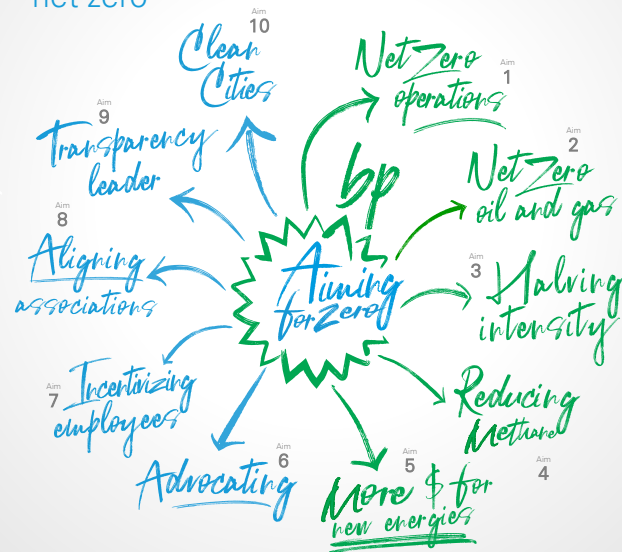 net zero
Aim
10
Clean
Cities
Net Zero
operations
Aim
1
Aim
9
Transparency
leader
bp
Aim
2
Net Zero
oil and gas
Aim
8
Aligning
associations
Aiming
for Zero
Aim
3
Halving
intensity
Aim
7
Incentivizing
employees
Reducing
Methane
Aim
4
Aim
6
Advocating
Aim
5
More $ for
new energies